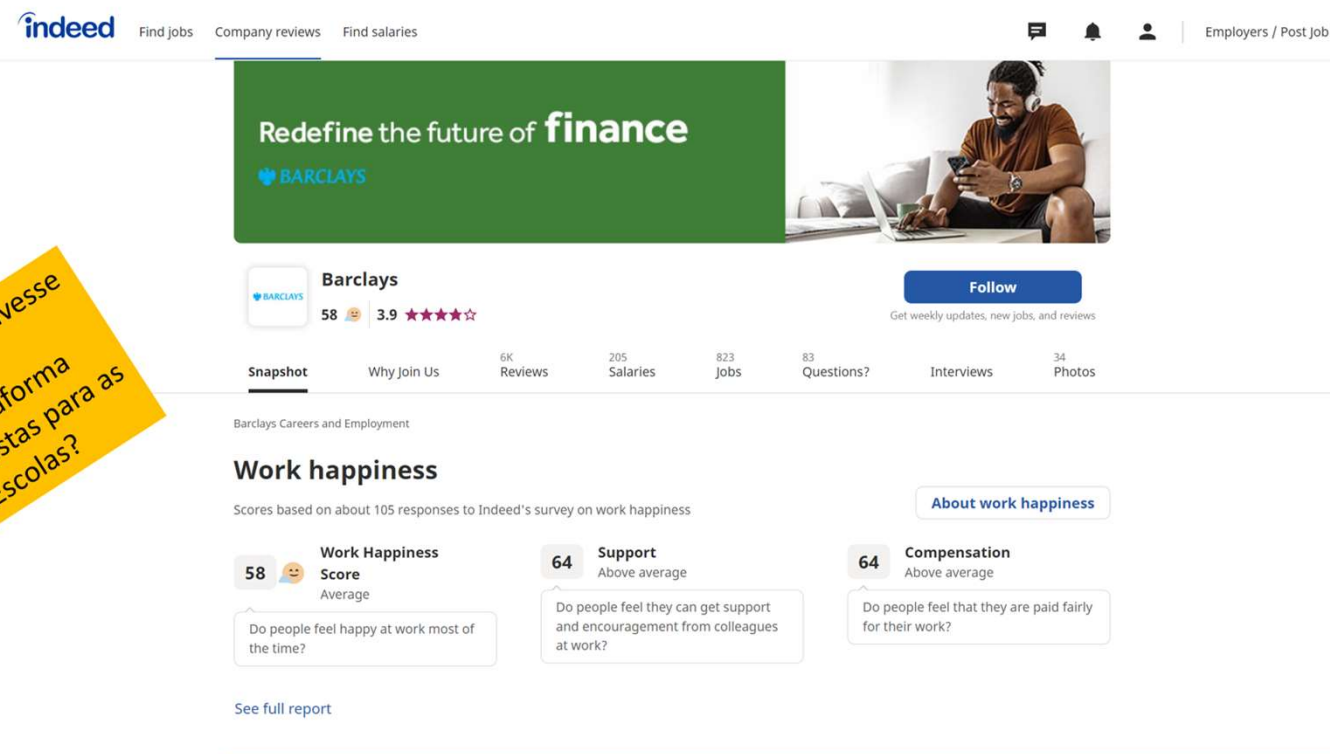 indeed Find jobs Company reviews Find salaries Employers / Post Job
Redefine the future of finance
BARCLAYS
BARCLAYS
Barclays
58 3.9
Follow
Get weekly updates, new jobs, and reviews
Snapshot
Why Join Us
6K
Reviews
205
Salaries
823
Jobs
83
Questions?
Interviews
34
Photos
para as
Barclays Careers and Employment
Work happiness
Scores based on about 105 responses to Indeed's survey on work happiness
About work happiness
58
Work Happiness
Score
Average
Do people feel happy at work most of
the time?
64
Support
Above average
Do people feel they can get support
and encouragement from colleagues
at work?
64
Compensation
Above average
Do people feel that they are paid fairly
for their work?
See full report